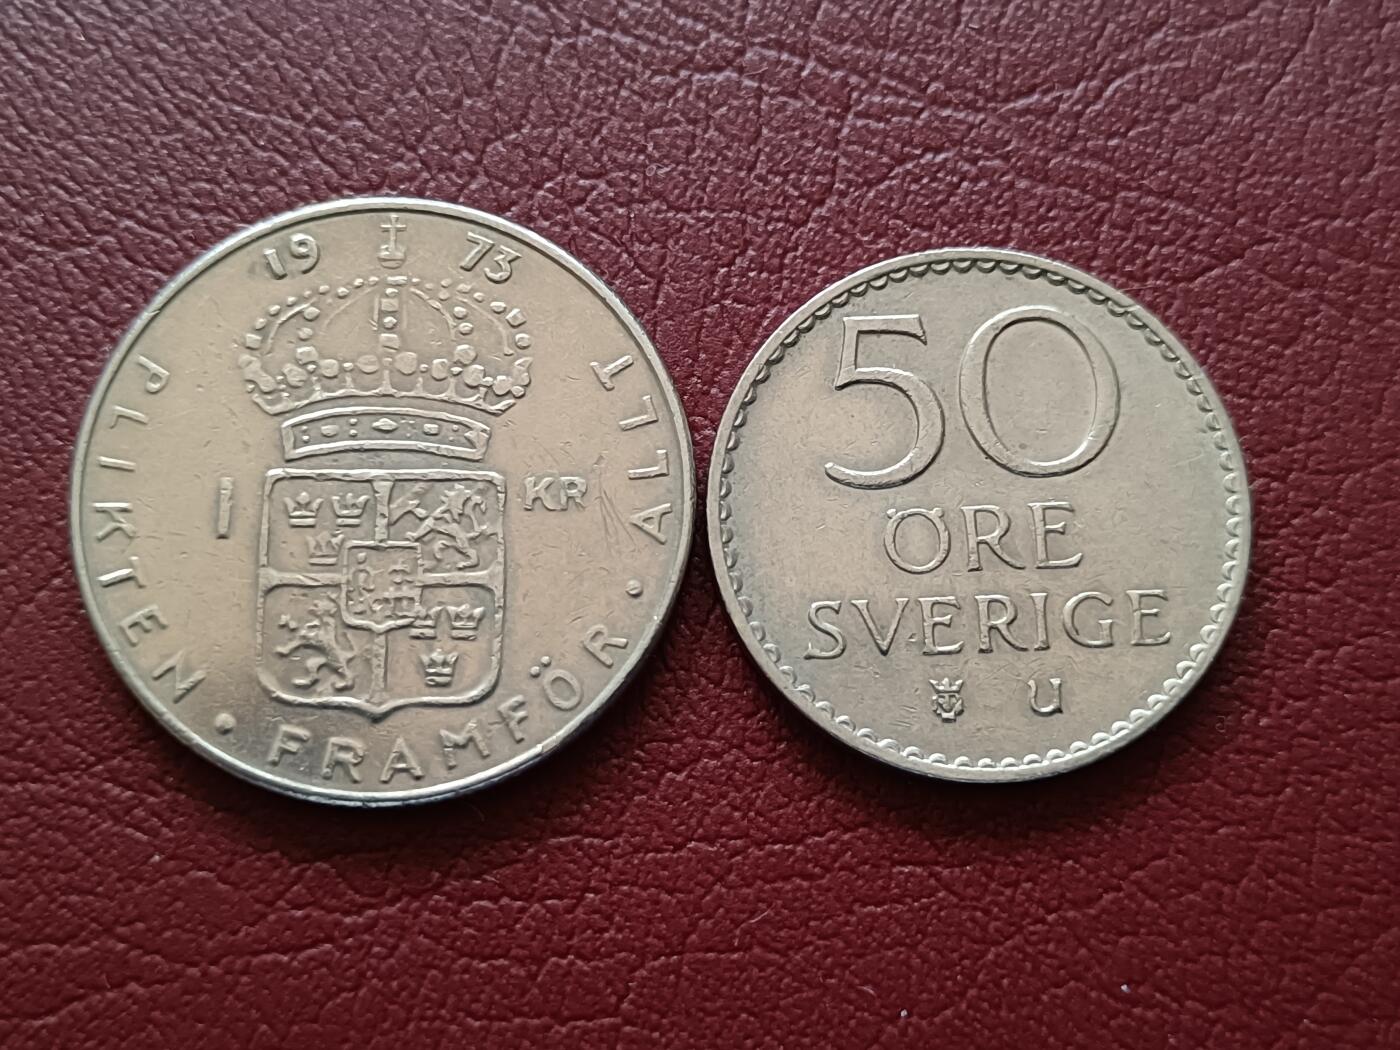 19 73
PLIKTEN • FRAMFÖR • ALLT
1 KR
50
ÖRE
SVERIGE
U